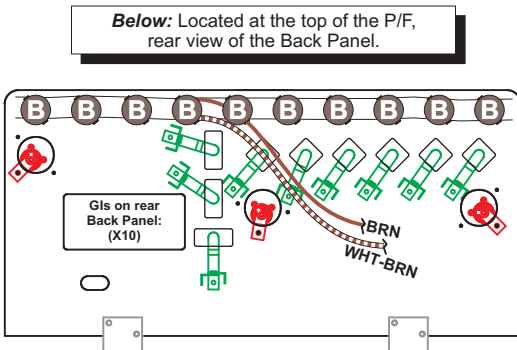 Below: Located at the top of the P/F,
rear view of the Back Panel.
B B B B B B B B B B
GIs on rear
Back Panel:
(X10)
BRN
WHT-BRN